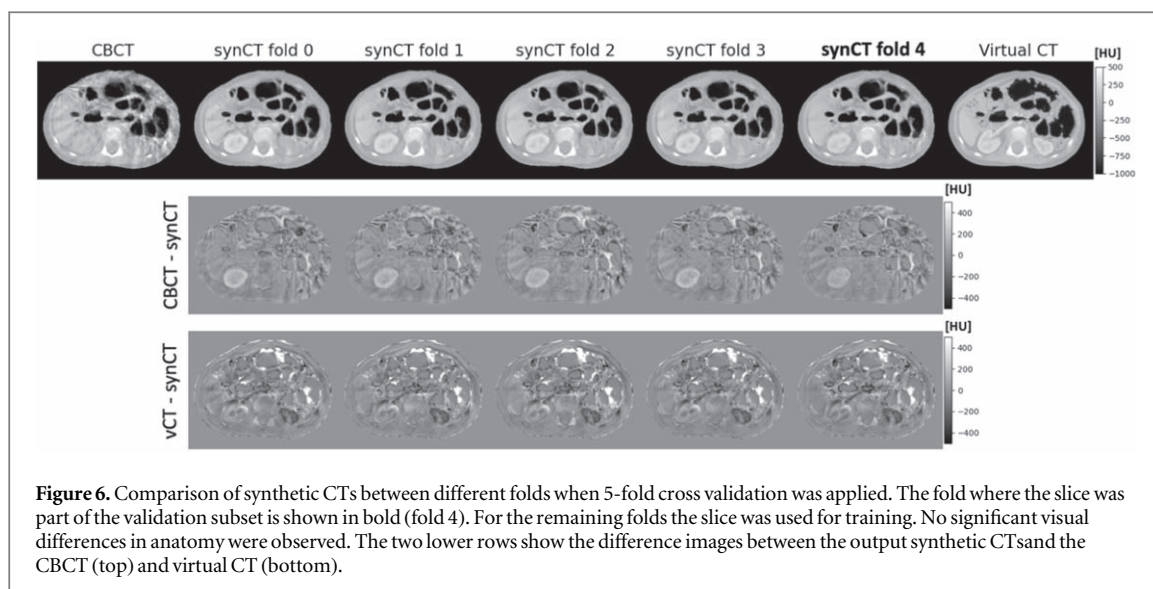 CBCT synCT fold 0 synCT fold 1 synCT fold 2 synCT fold 3 synCT fold 4 Virtual CT [HU]
500
250
0
−250
−500
−750
−1000
[HU]
CBCT - synCT
400
200
0
−200
−400
[HU]
vCT - synCT
400
200
0
−200
−400
Figure 6. Comparison of synthetic CTs between different folds when 5-fold cross validation was applied. The fold where the slice was
part of the validation subset is shown in bold (fold 4). For the remaining folds the slice was used for training. No significant visual
differences in anatomy were observed. The two lower rows show the difference images between the output synthetic CTsand the
CBCT (top) and virtual CT (bottom).